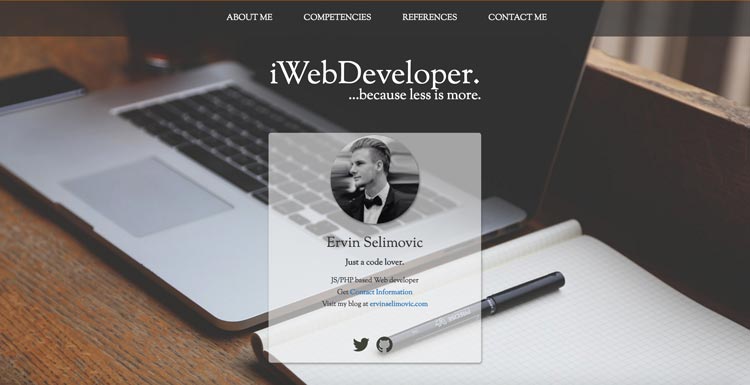 ABOUT ME
COMPETENCIES
REFERENCES
CONTACT ME
iWebDeveloper.
...because less is more.
Ervin Selimovic
Just a code lover.
JS/PHP based Web developer
Get Contact Information
Visit my blog at ervinselimovic.com